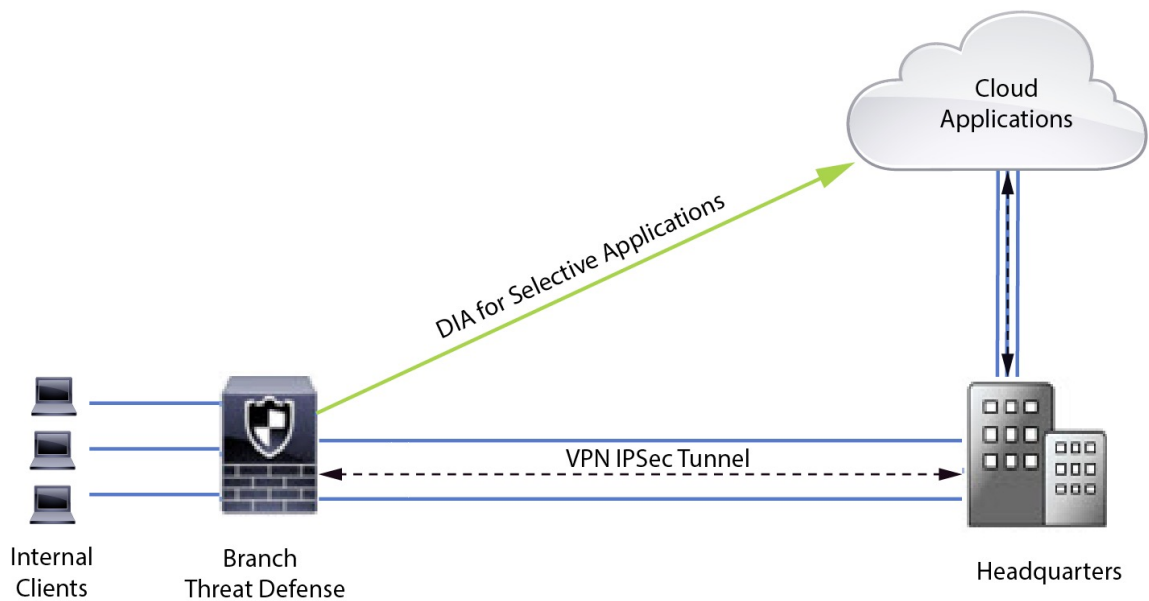 Cloud
Applications
DIA for Selective Applications
VPN IPSec Tunnel
Internal
Clients
Branch
Threat Defense
Headquarters